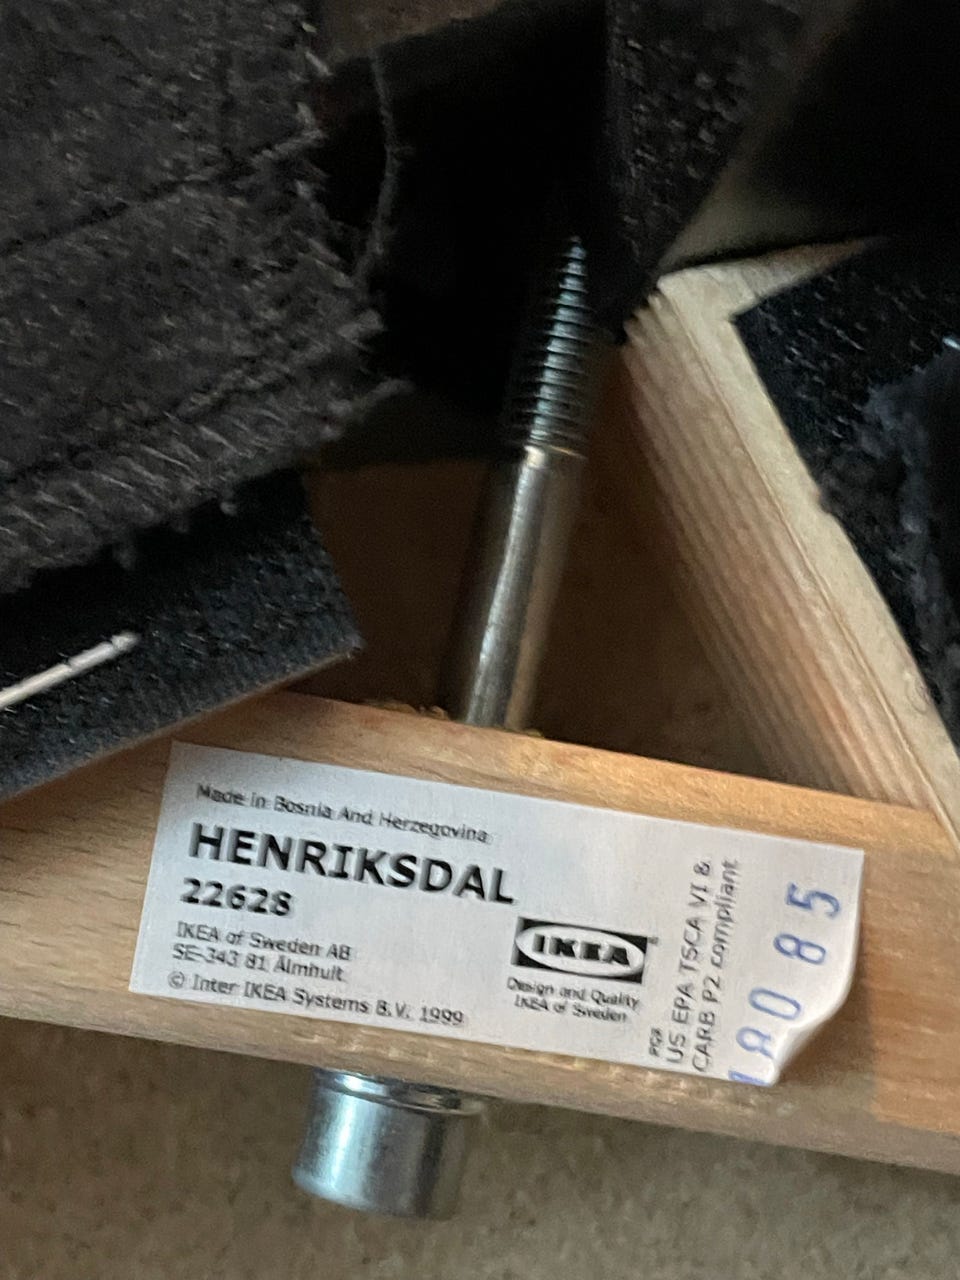 Made in Bosnia And Herzegovina
HENRIKSDAL
22628
IKEA of Sweden AB
SE-343 81 Älmhult
© Inter IKEA Systems B.V. 1999
IKEA
Design and Quality
IKEA of Sweden
US EPA TSCA VI &
CARB P2 compliant
18085